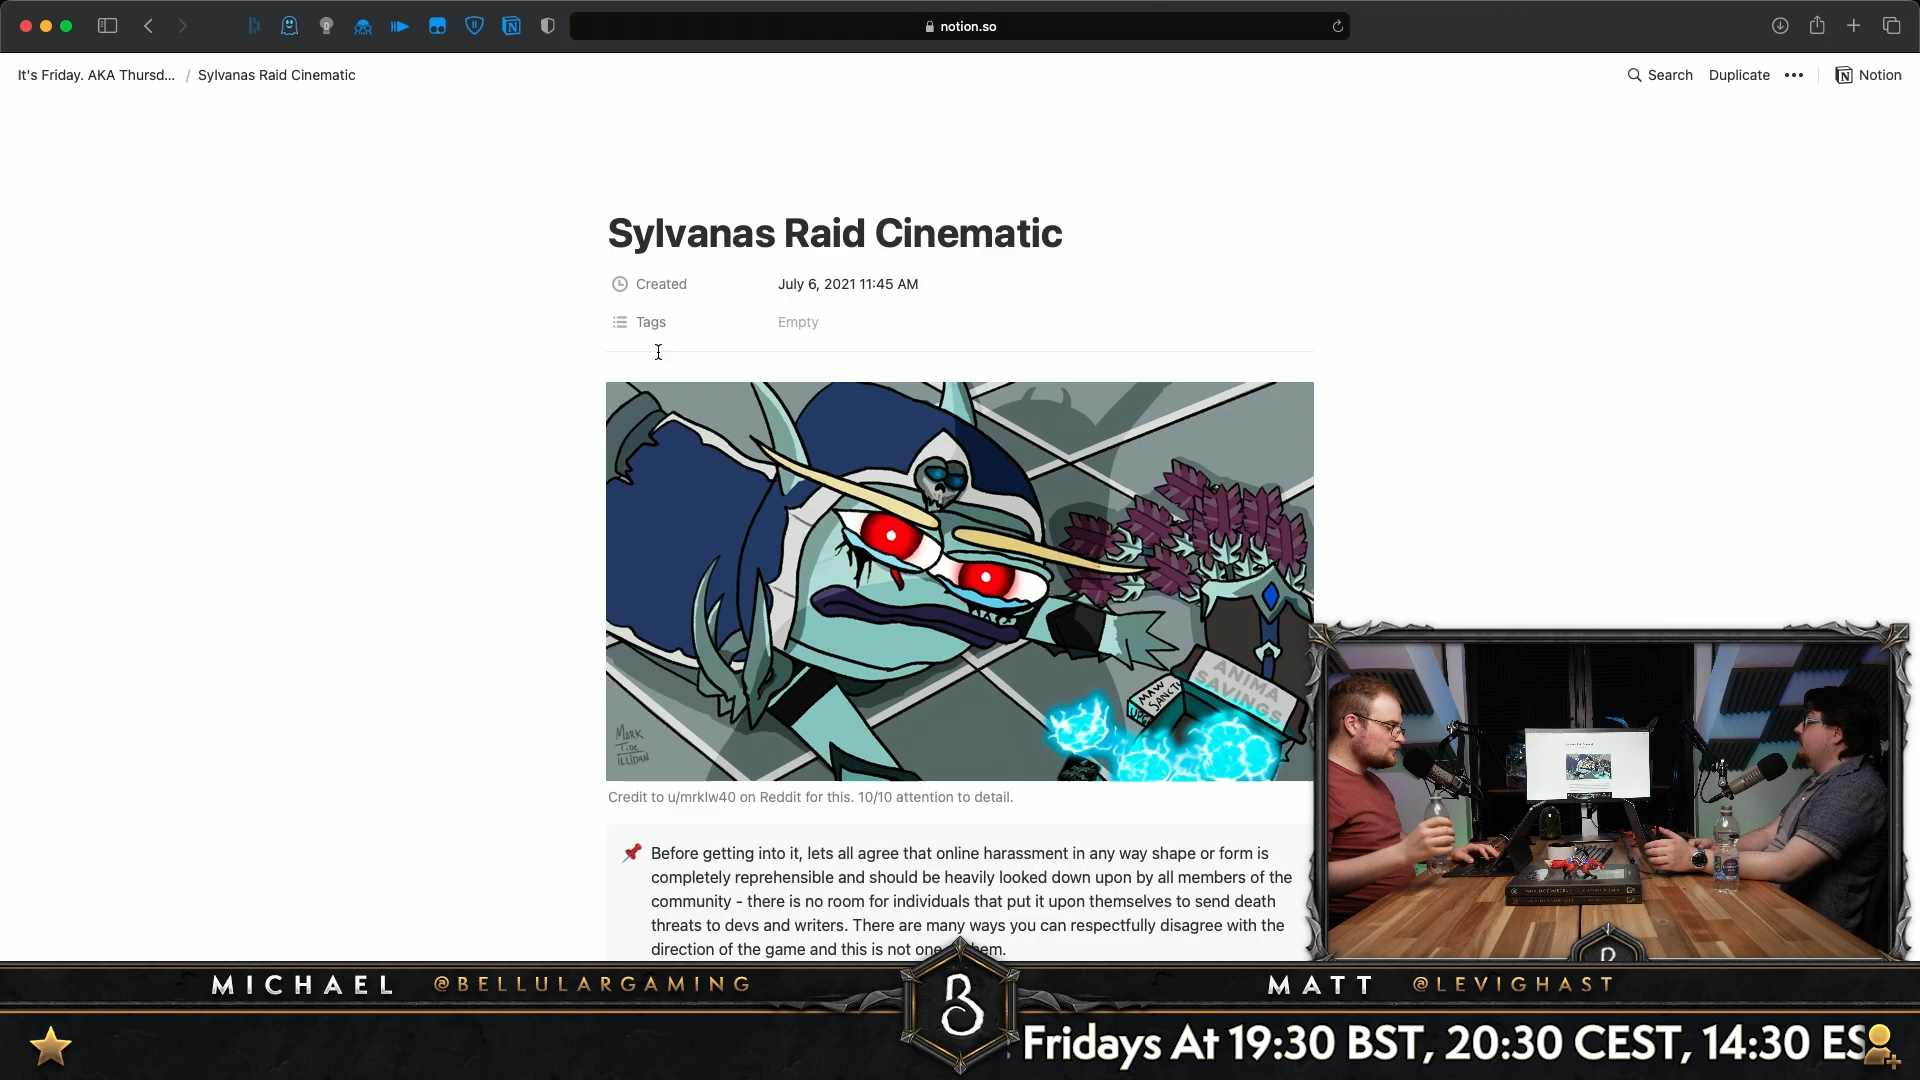 notion.so
It's Friday. AKA Thursd... / Sylvanas Raid Cinematic
Search Duplicate ••• Notion
Sylvanas Raid Cinematic
Created July 6, 2021 11:45 AM
Tags Empty
ANIMA SAVINGS
MAW
MARK
THE
ILLIDAN
Credit to u/mrklw40 on Reddit for this. 10/10 attention to detail.
Before getting into it, lets all agree that online harassment in any way shape or form is
completely reprehensible and should be heavily looked down upon by all members of the
community - there is no room for individuals that put it upon themselves to send death
threats to devs and writers. There are many ways you can respectfully disagree with the
direction of the game and this is not one
MICHAEL @BELLULARGAMING
MATT @LEVIGHAST
B
Fridays At 19:30 BST, 20:30 CEST, 14:30 ES